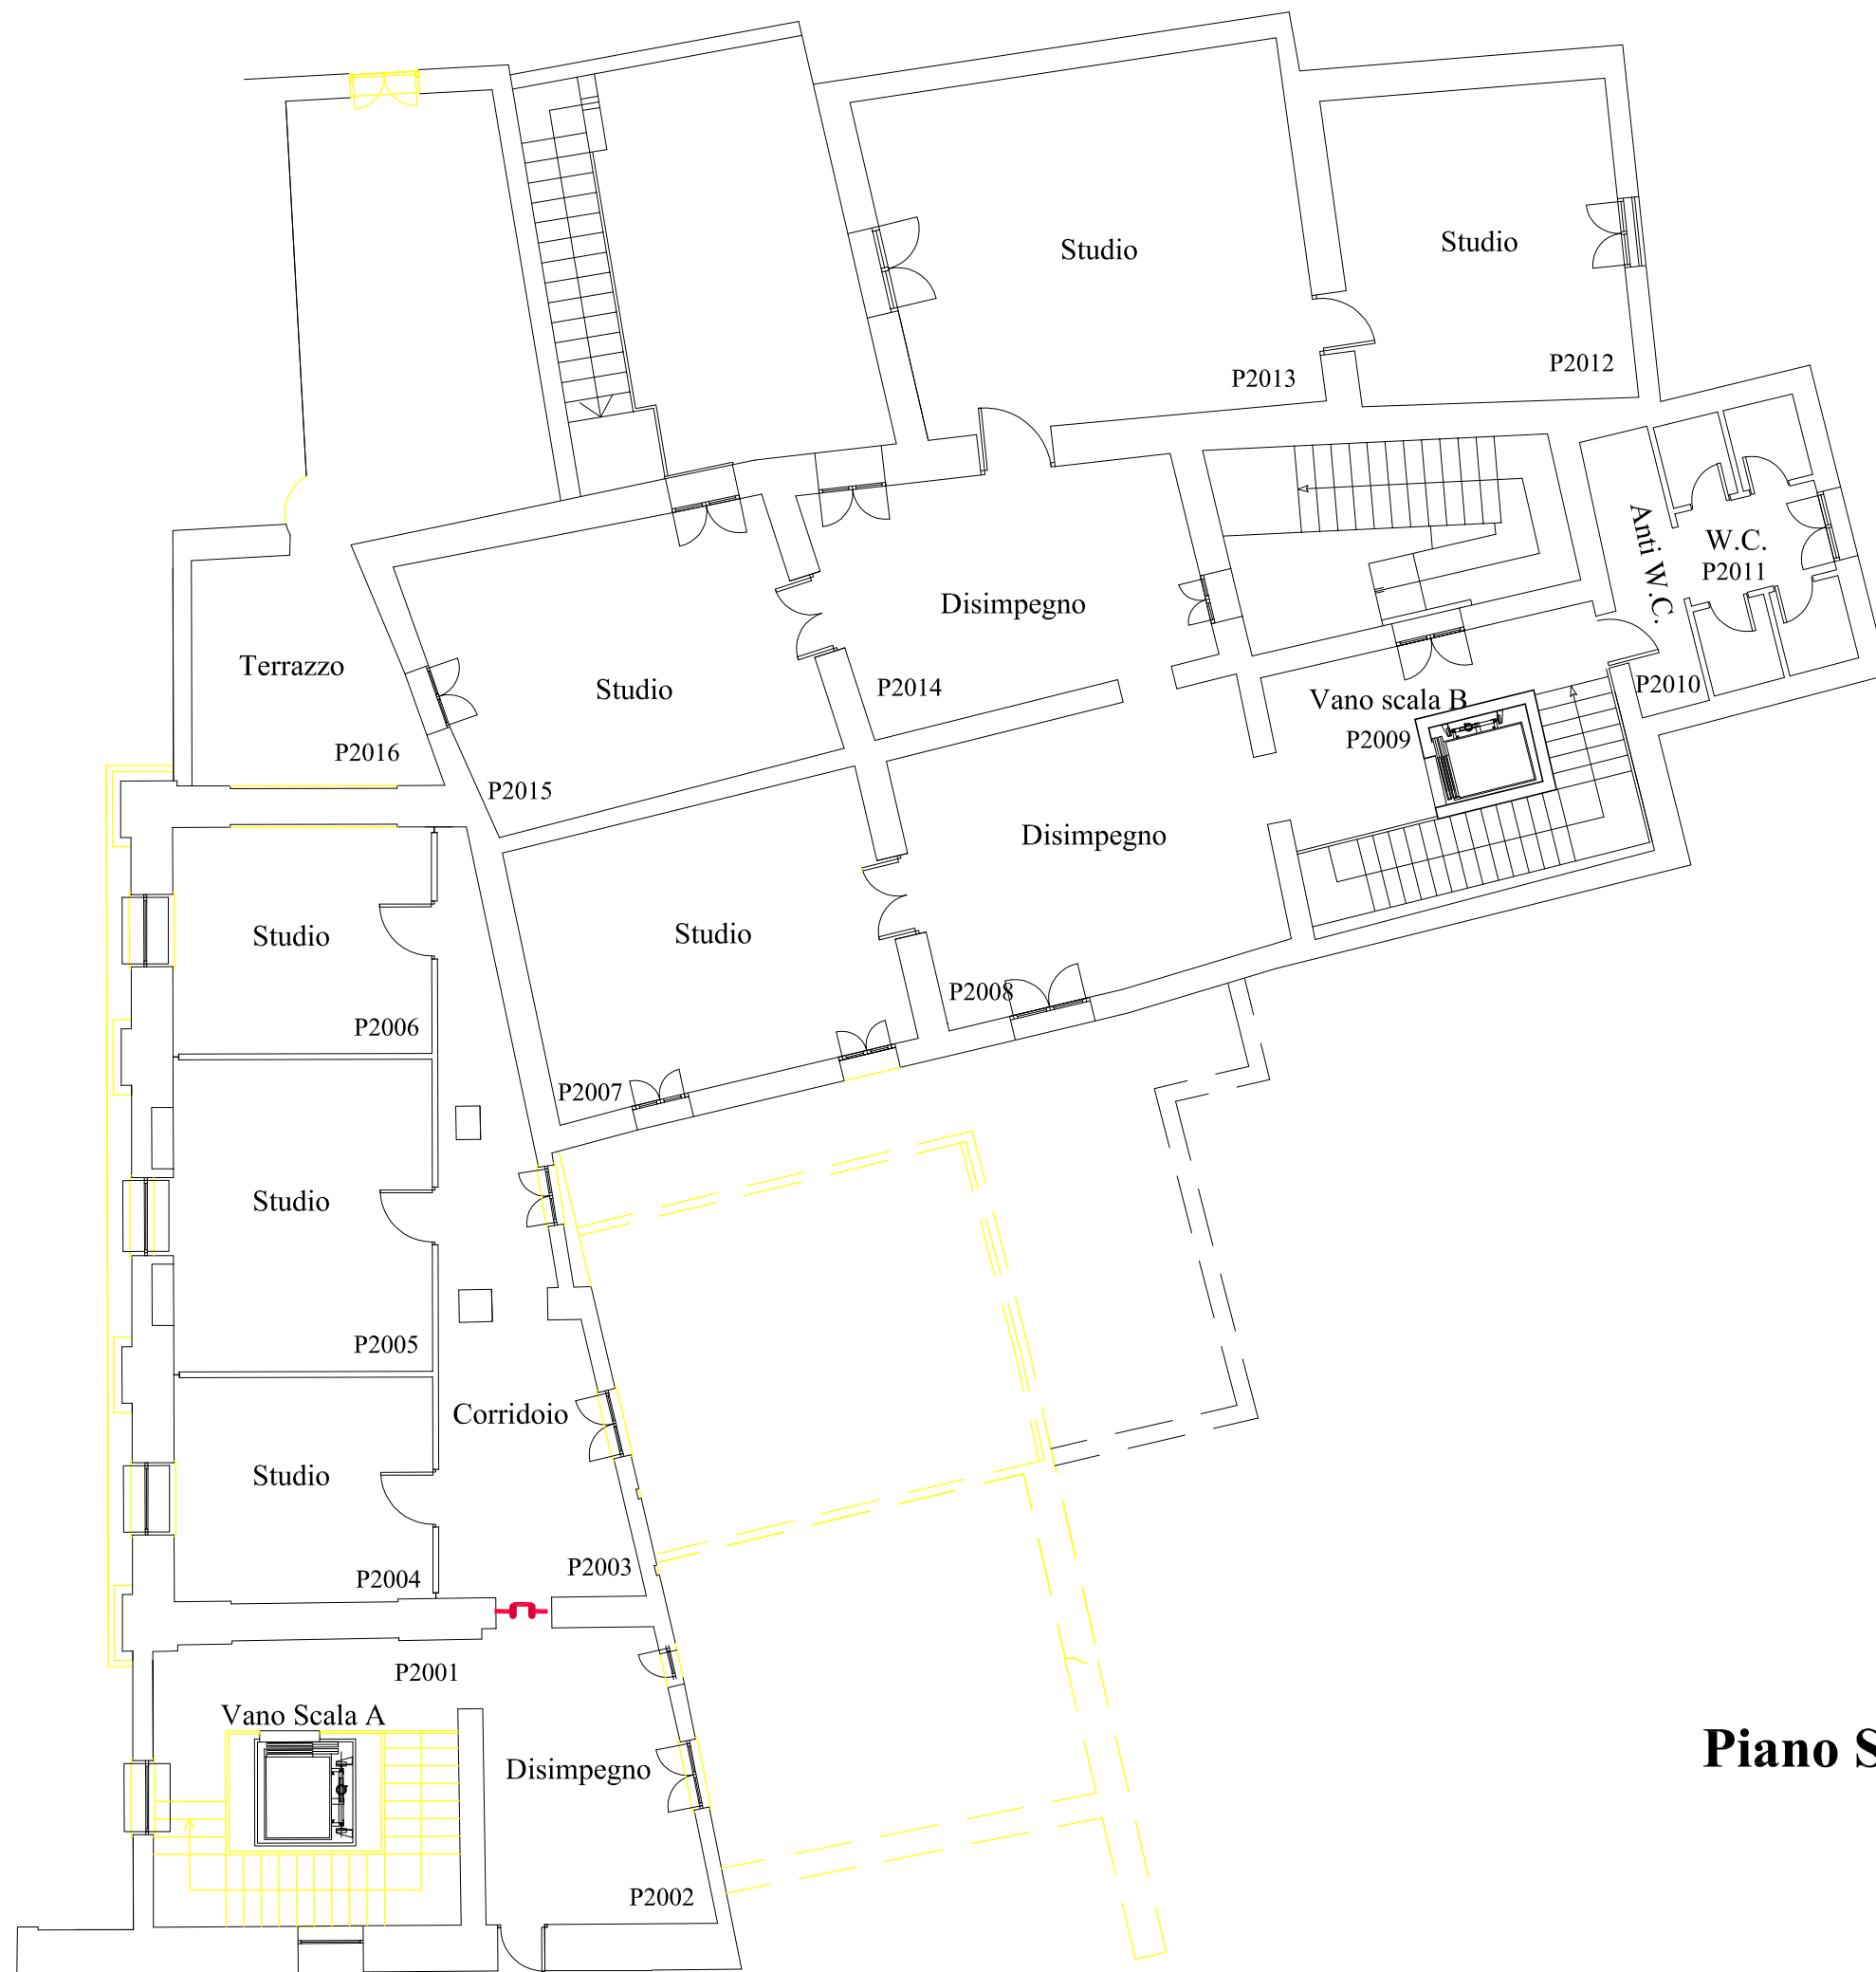 Studio
Studio
P2012
P2013
Anti W.C.
W.C.
P2011
Disimpegno
Terrazzo
Studio
P2014
P2010
Vano scala B
P2009
P2016
P2015
Disimpegno
Studio
Studio
P2008
P2006
P2007
Studio
P2005
Corridoio
Studio
P2003
P2004
P2001
Vano Scala A
Piano S
Disimpegno
P2002